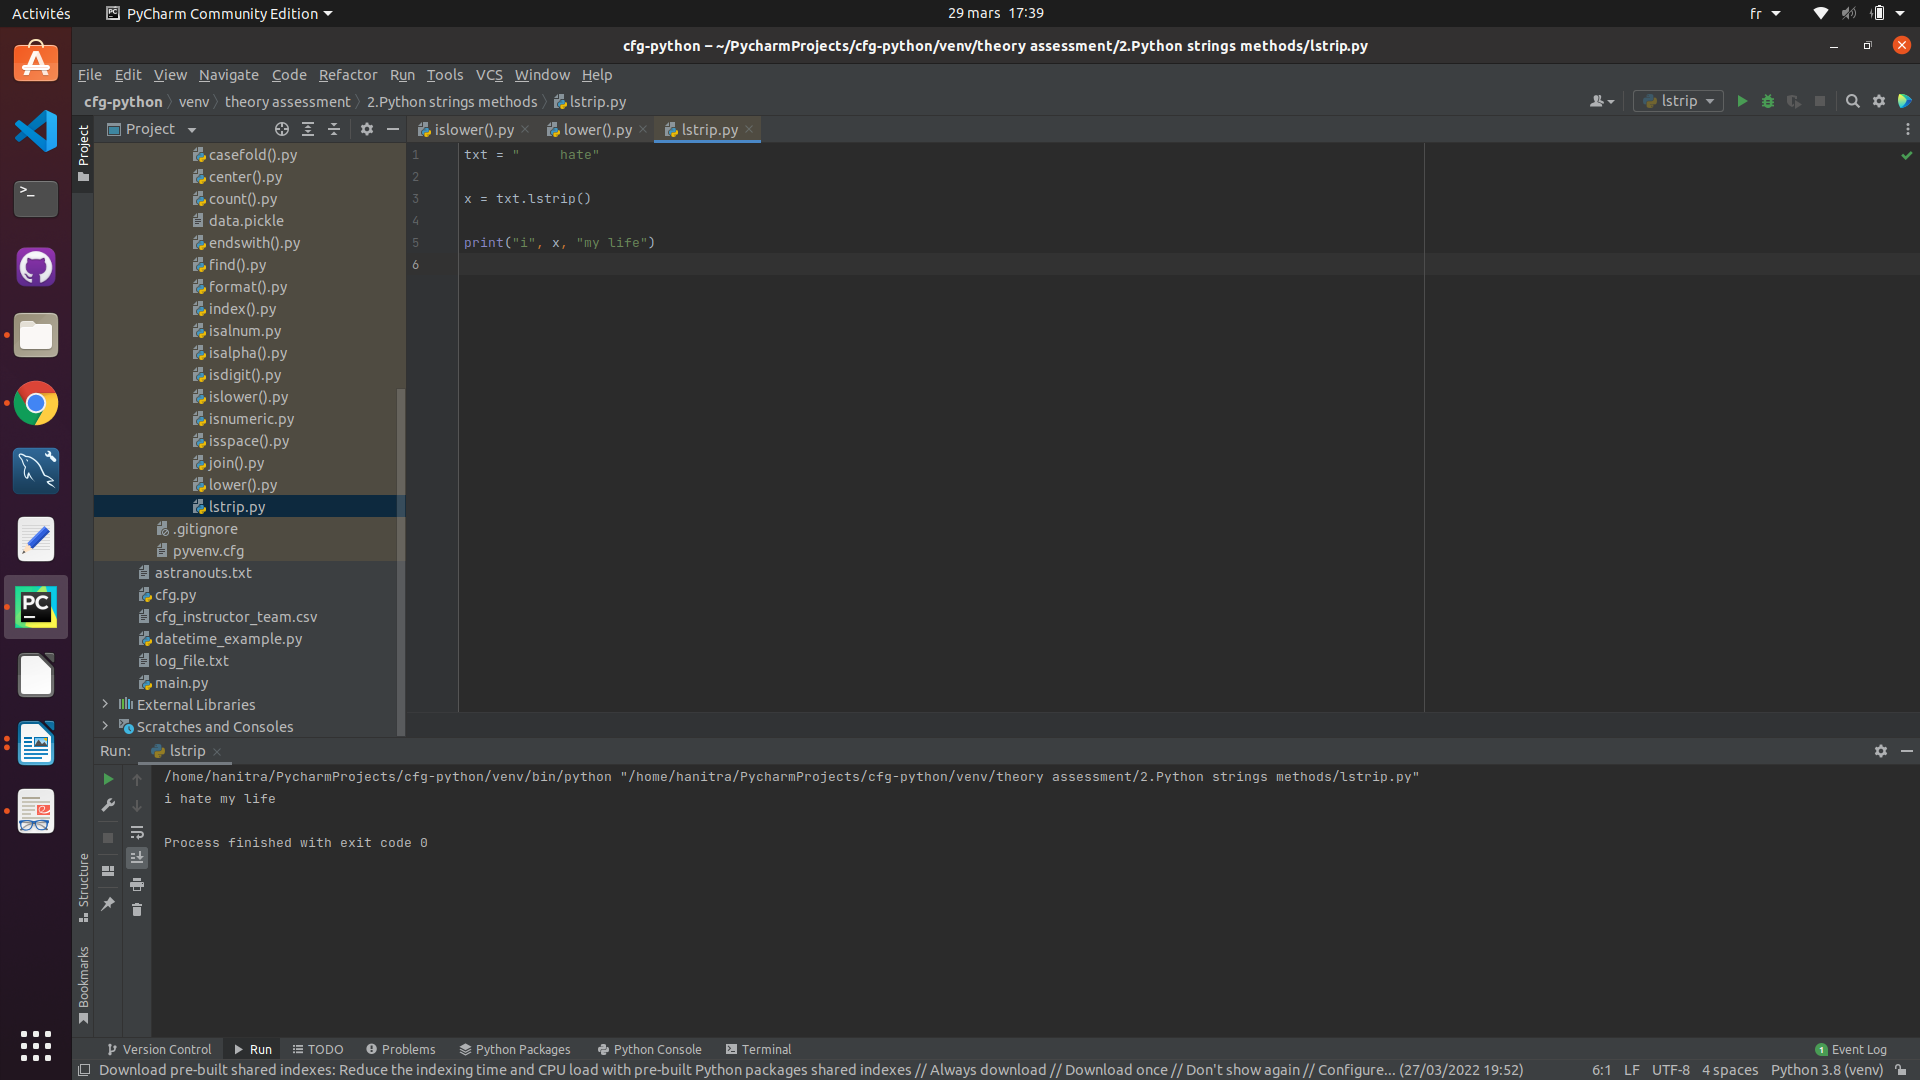 Activités
PyCharm Community Edition
29 mars 17:39
fr
cfg-python – ~/PycharmProjects/cfg-python/venv/theory assessment/2.Python strings methods/lstrip.py
File Edit View Navigate Code Refactor Run Tools VCS Window Help
cfg-python venv theory assessment 2.Python strings methods lstrip.py
lstrip
Project
Project
islower().py
lower().py
lstrip.py
casefold().py
center().py
count().py
data.pickle
endswith().py
find().py
format().py
index().py
isalnum.py
isalpha().py
isdigit().py
islower().py
isnumeric.py
isspace().py
join().py
lower().py
lstrip.py
.gitignore
pyvenv.cfg
astranouts.txt
cfg.py
cfg_instructor_team.csv
datetime_example.py
log_file.txt
main.py
External Libraries
Scratches and Consoles
1 txt = "     hate"
2
3 x = txt.lstrip()
4
5 print("i", x, "my life")
6
Run: lstrip
/home/hanitra/PycharmProjects/cfg-python/venv/bin/python "/home/hanitra/PycharmProjects/cfg-python/venv/theory assessment/2.Python strings methods/lstrip.py"
i hate my life
Process finished with exit code 0
Structure
Bookmarks
Version Control Run TODO Problems Python Packages Python Console Terminal
1 Event Log
Download pre-built shared indexes: Reduce the indexing time and CPU load with pre-built Python packages shared indexes // Always download // Download once // Don't show again // Configure... (27/03/2022 19:52)
6:1 LF UTF-8 4 spaces Python 3.8 (venv)
PC